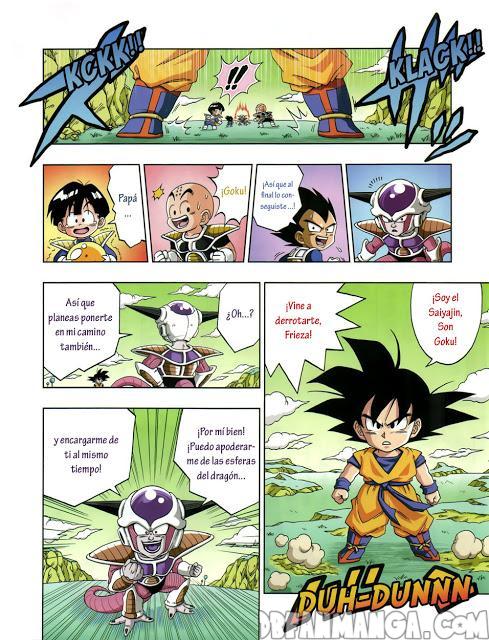 KCKK!!!
!!
KLACK!!!
Papá
...
¡Goku!
¡Así que al
final lo con-
seguiste ...!
Así que
planeas ponerte
en mi camino
también...
¿Oh...?
¡Vine a
derrotarte,
Frieza!
¡Soy el
Saiyajin,
Son
Goku!
y encargarme de
ti al mismo
tiempo!
¡Por mí bien!
¡Puedo apoderar-
me de las esferas
del dragón...
DUH-DUNNN.